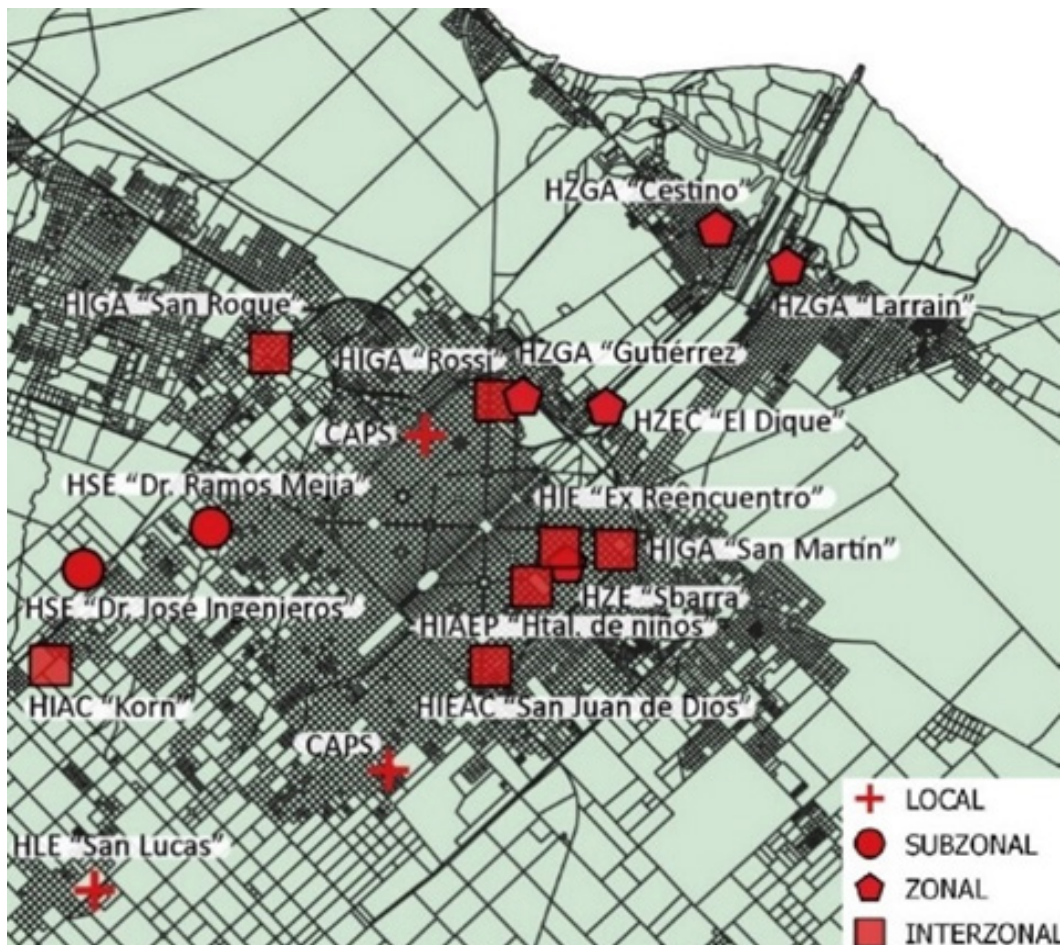 HZGA “Cestino”
HIGA “San Roque”
HZGA “Larrain”
HIGA “Rossi”
HZGA “Gutiérrez”
CAPS
HZEC “El Dique”
HSE “Dr. Ramos Mejia”
HIE “Ex Reencuentro”
HIGA “San Martín”
HSE “Dr. José Ingenieros”
HZE “Sbarra
HIAEP “Htal. de niños”
HIAC “Korn”
HIEAC “San Juan de Dios”
CAPS
HLE “San Lucas”
LOCAL
SUBZONAL
ZONAL
INTERZONAL